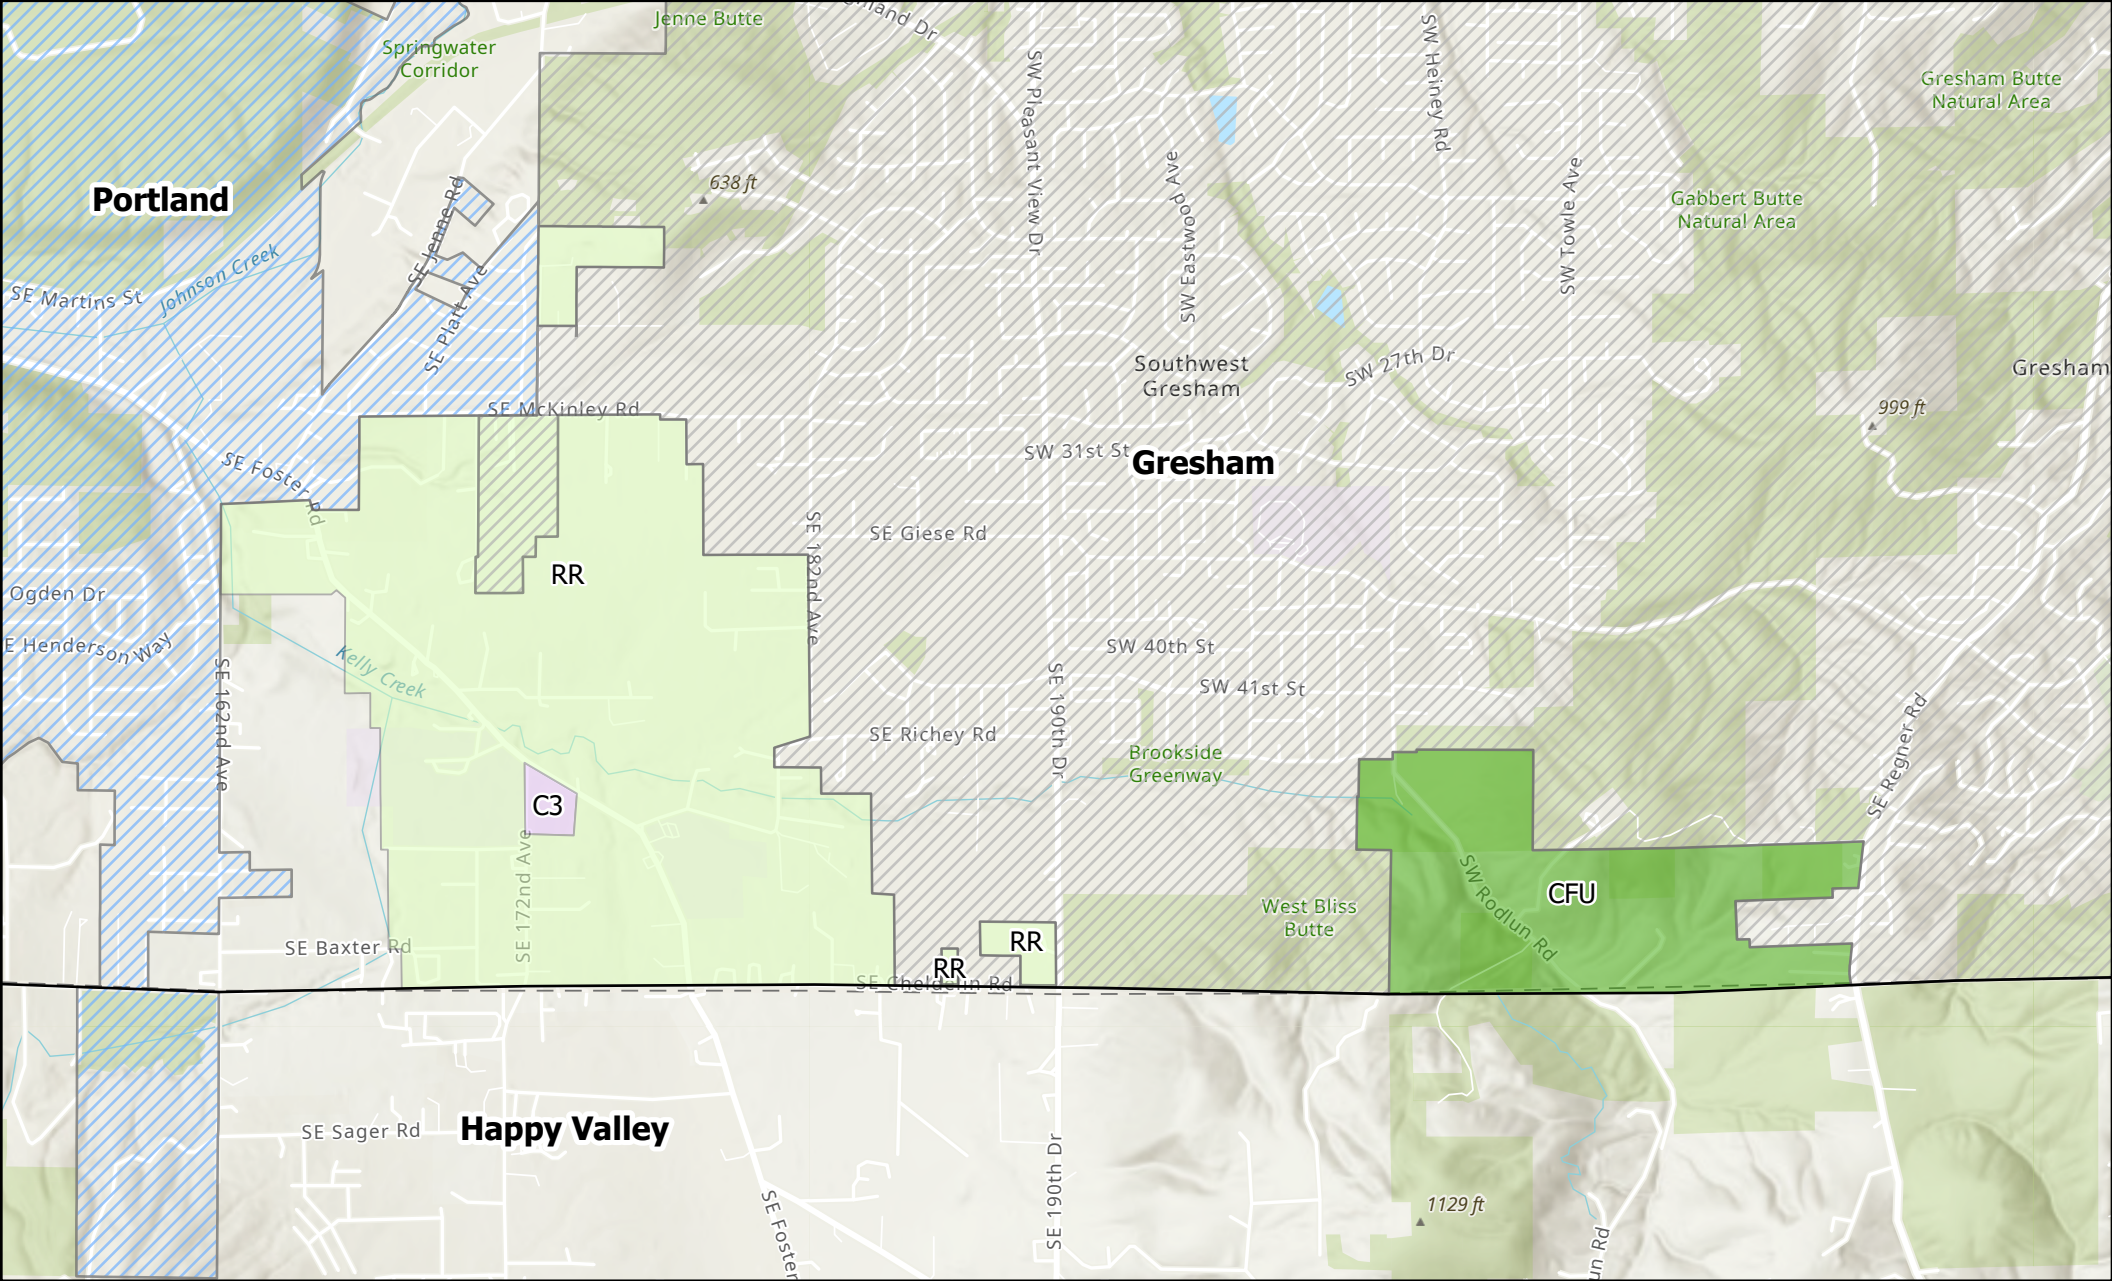 Jenne Butte
Springwater
Corridor
SW Pleasant View Dr
SW Heiney Rd
Gresham Butte
Natural Area
638 ft
Portland
SE Jenne Rd
SW Eastwood Ave
SW Towle Ave
Gabbert Butte
Natural Area
Johnson Creek
SE Martins St
SE Platt Ave
Southwest
Gresham
SW 27th Dr
Gresham
999 ft
SE McKinley Rd
SW 31st St
Gresham
SE Foster Rd
SE 182nd Ave
SE Giese Rd
RR
Ogden Dr
E Henderson Way
Kelly Creek
SE 162nd Ave
SW 40th St
SW 41st St
SE 190th Dr
SE Richey Rd
Brookside
Greenway
SE Regner Rd
C3
SE 172nd Ave
SW Rodlun Rd
CFU
West Bliss
Butte
SE Baxter Rd
RR
RR
SE Cheldelin Rd
SE Sager Rd
Happy Valley
SE 190th Dr
SE Foster
1129 ft
un Rd